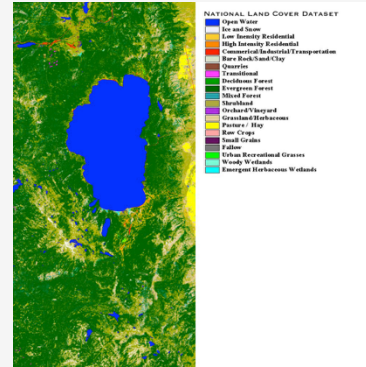 NATIONAL LAND COVER DATASET
Open Water
Ice and Snow
Low Inensity Residential
High Intensity Residential
Commerical/Industrial/Transportation
Bare Rock/Sand/Clay
Quarries
Transitional
Deciduous Forest
Evergreen Forest
Mixed Forest
Shrubland
Orchard/Vineyard
Grassland/Herbaceous
Pasture / Hay
Row Crops
Small Grains
Fallow
Urban Recreational Grasses
Woody Wetlands
Emergent Herbaceous Wetlands